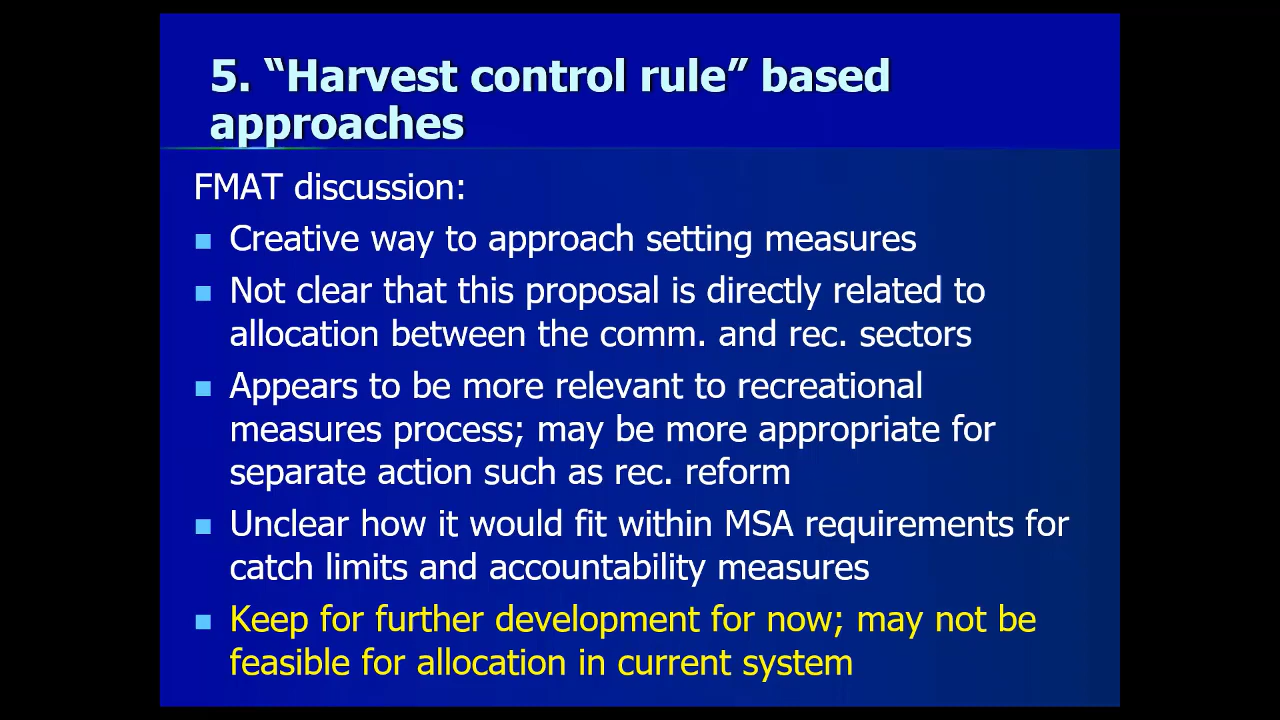 5. “Harvest control rule” based
approaches
FMAT discussion:
Creative way to approach setting measures
Not clear that this proposal is directly related to
allocation between the comm. and rec. sectors
Appears to be more relevant to recreational
measures process; may be more appropriate for
separate action such as rec. reform
Unclear how it would fit within MSA requirements for
catch limits and accountability measures
Keep for further development for now; may not be
feasible for allocation in current system